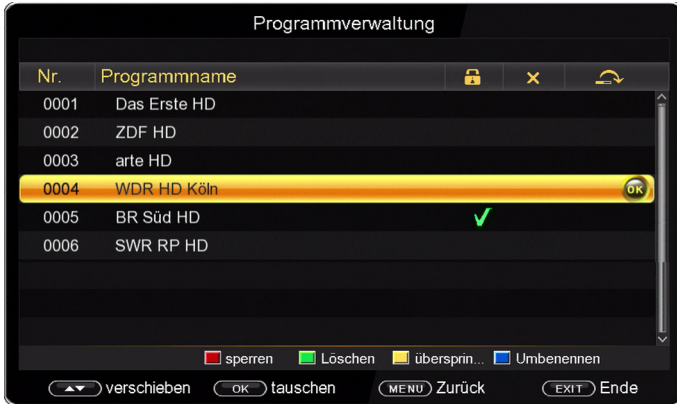 Programmverwaltung
Nr. Programmname
0001 Das Erste HD
0002 ZDF HD
0003 arte HD
0004 WDR HD Köln OK
0005 BR Süd HD
0006 SWR RP HD
sperren Löschen übersprin... Umbenennen
verschieben OK tauschen MENU Zurück EXIT Ende